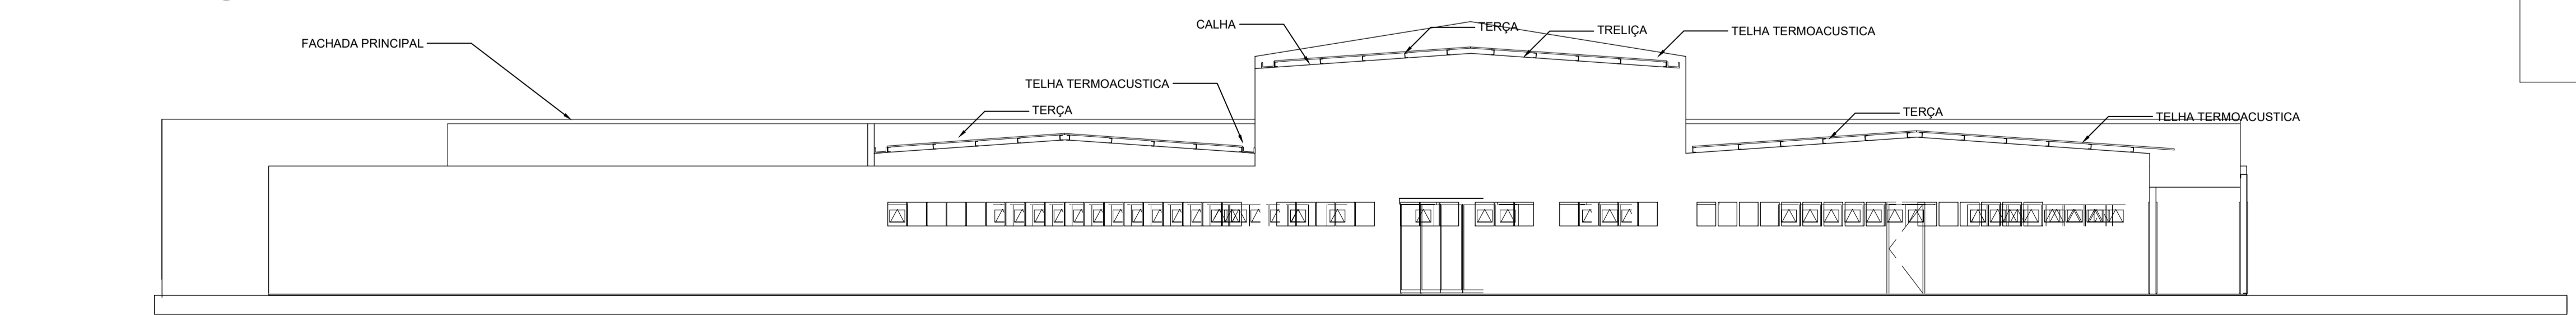 CALHA
TERÇA
TRELIÇA
TELHA TERMOACUSTICA
FACHADA PRINCIPAL
TELHA TERMOACUSTICA
TERÇA
TERÇA
TELHA TERMOACUSTICA